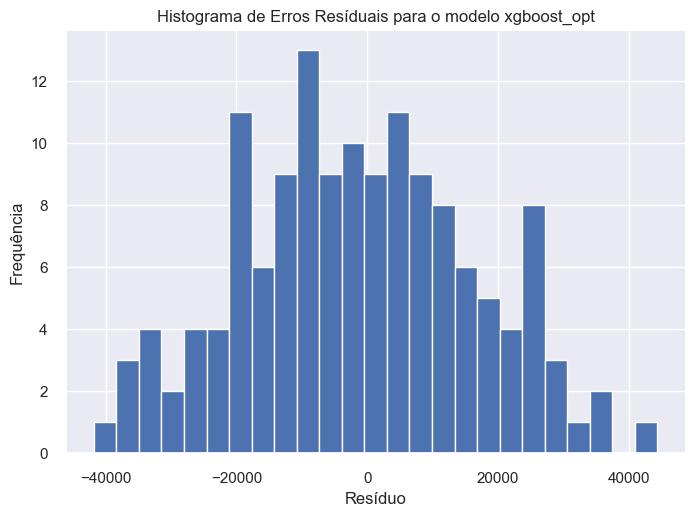 Histograma de Erros Resíduais para o modelo xgboost_opt
Frequência
12
10
8
6
4
2
0
−40000 −20000 0 20000 40000
Resíduo